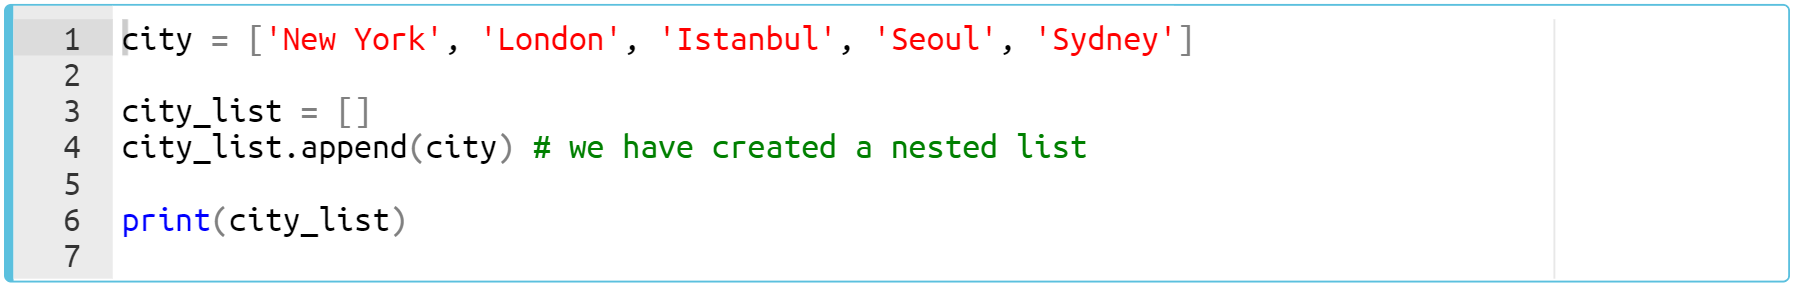 1 city = ['New York', 'London', 'Istanbul', 'Seoul', 'Sydney']
2
3 city_list = []
4 city_list.append(city) # we have created a nested list
5
6 print(city_list)
7